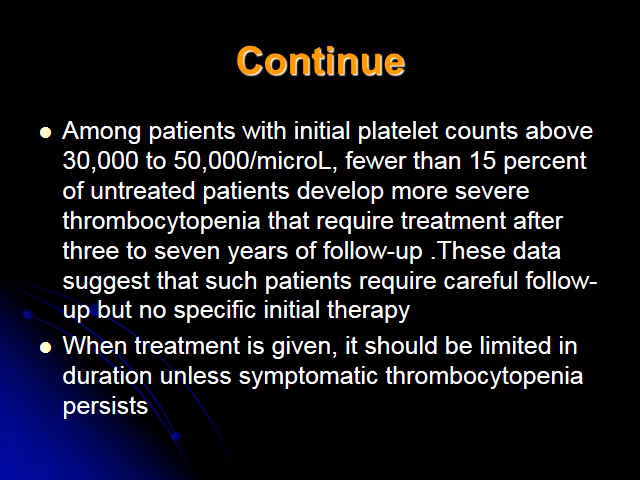 Continue
Among patients with initial platelet counts above
30,000 to 50,000/microL, fewer than 15 percent
of untreated patients develop more severe
thrombocytopenia that require treatment after
three to seven years of follow-up .These data
suggest that such patients require careful follow-
up but no specific initial therapy
When treatment is given, it should be limited in
duration unless symptomatic thrombocytopenia
persists